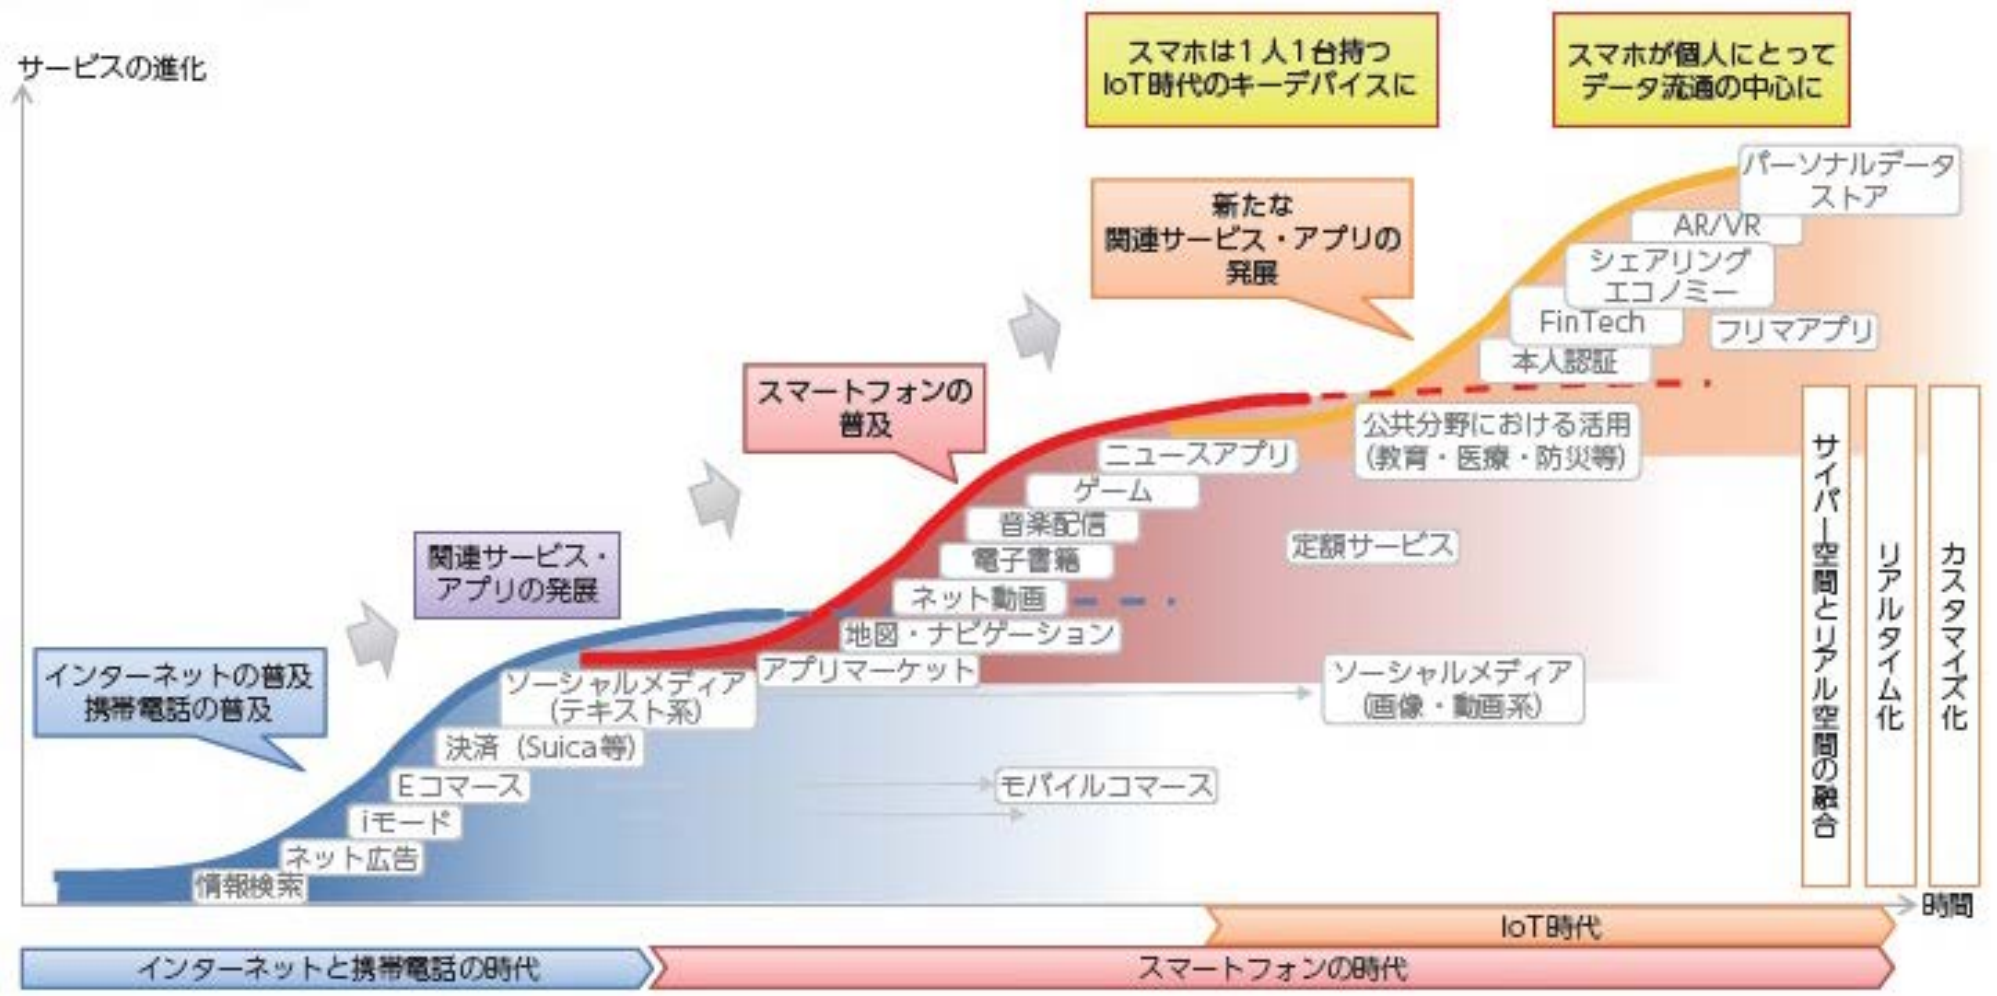 サービスの進化
スマホは1人1台持つ
IoT時代のキーデバイスに
スマホが個人にとって
データ流通の中心に
新たな
関連サービス・アプリの
発展
パーソナルデータ
ストア
AR/VR
シェアリング
エコノミー
FinTech
フリマアプリ
本人認証
公共分野における活用
(教育・医療・防災等)
スマートフォンの
普及
ニュースアプリ
ゲーム
音楽配信
電子書籍
ネット動画
地図・ナビゲーション
アプリマーケット
定額サービス
ソーシャルメディア
(画像・動画系)
関連サービス・
アプリの発展
インターネットの普及
携帯電話の普及
ソーシャルメディア
(テキスト系)
決済 (Suica等)
Eコマース
iモード
ネット広告
情報検索
モバイルコマース
サイバー空間とリアル空間の融合
リアルタイム化
カスタマイズ化
時間
IoT時代
インターネットと携帯電話の時代
スマートフォンの時代